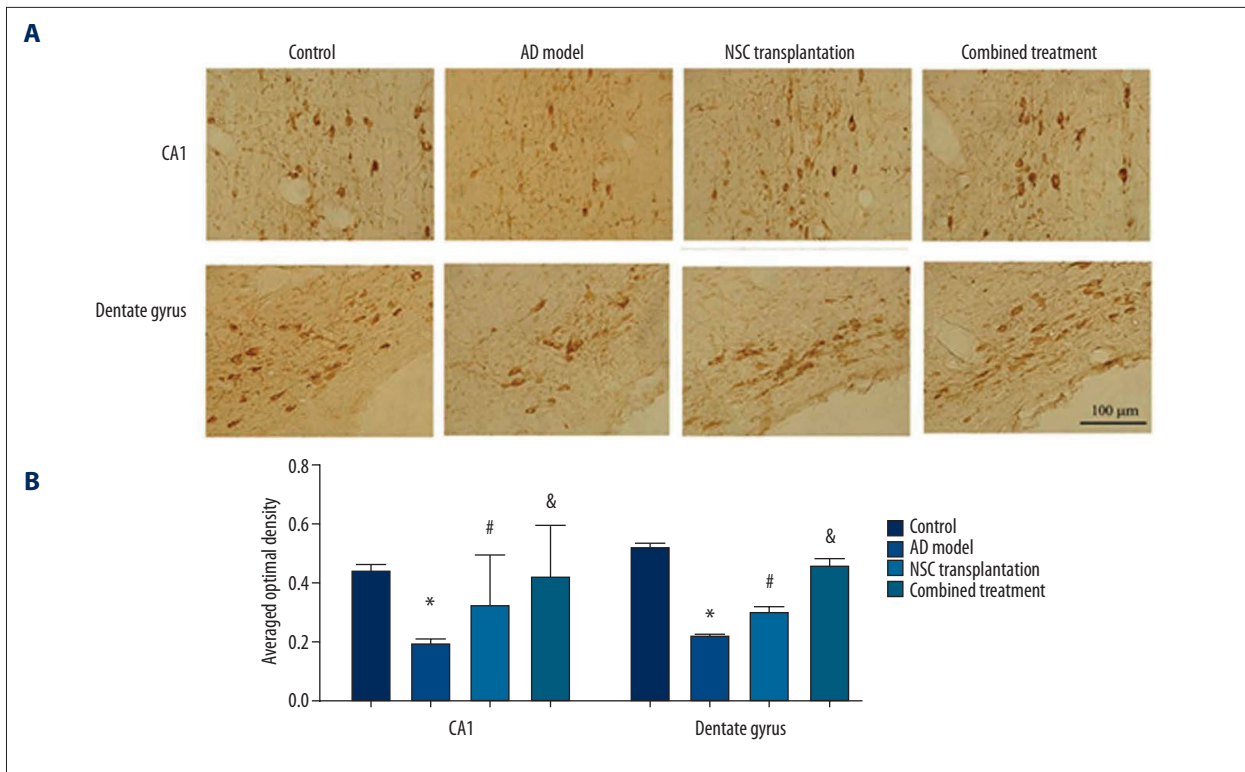 A
Control AD model NSC transplantation Combined treatment
CA1
Dentate gyrus
100 μm
B
Averaged optimal density
0.8
0.6
0.4
0.2
0.0
* # &
* # &
CA1 Dentate gyrus
Control
AD model
NSC transplantation
Combined treatment